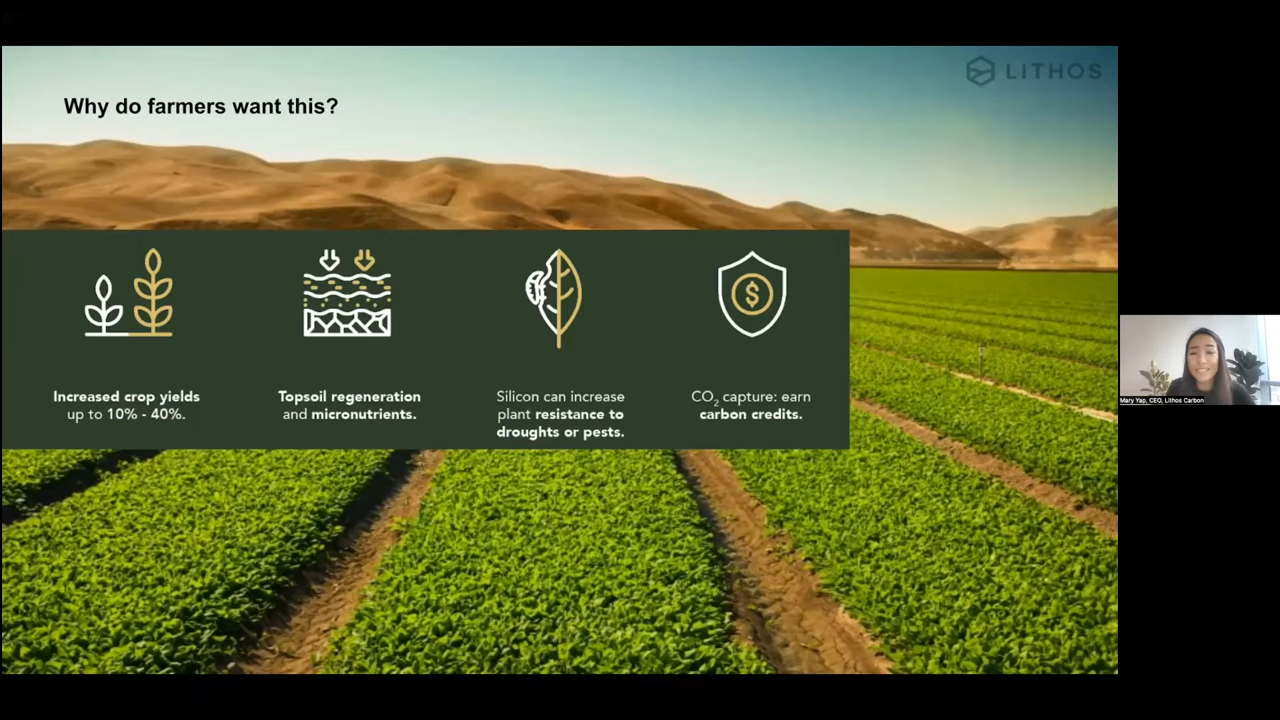 LITHOS
Why do farmers want this?
Increased crop yields
up to 10% - 40%.
Topsoil regeneration
and micronutrients.
Silicon can increase
plant resistance to
droughts or pests.
$
CO₂ capture: earn
carbon credits.
Mary Yap, CEO, Lithos Carbon